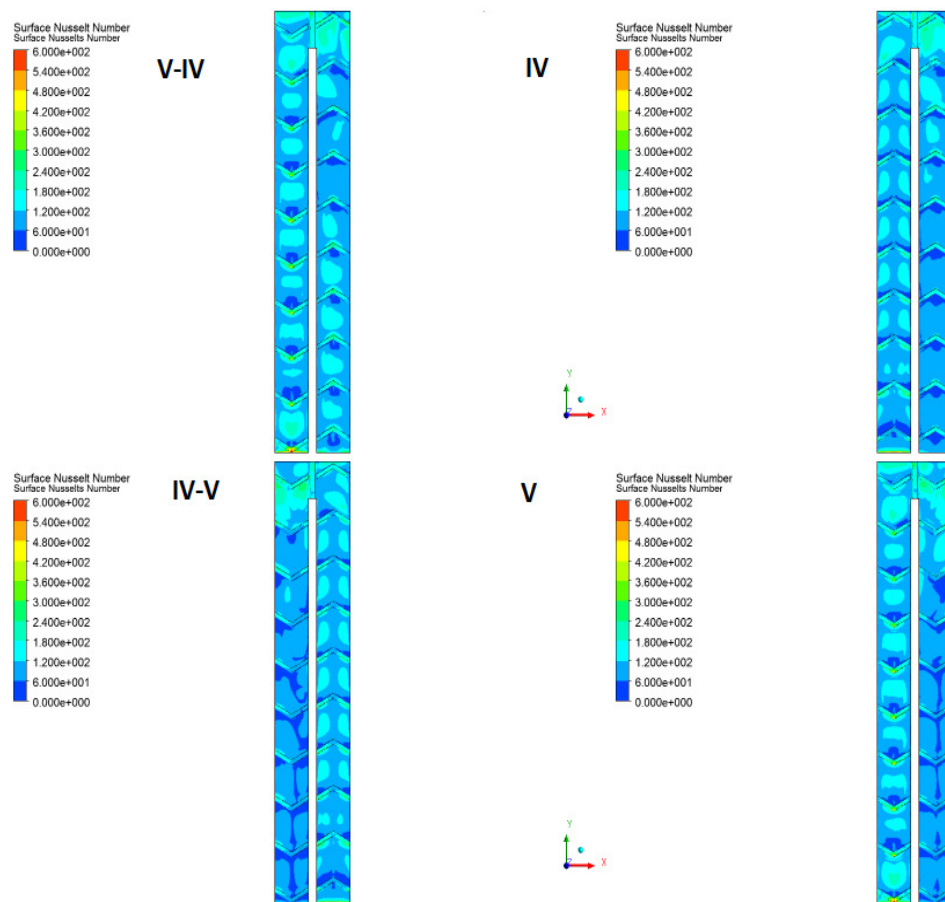 Surface Nusselt Number
Surface Nusselts Number
6.000e+002
5.400e+002
4.800e+002
4.200e+002
3.600e+002
3.000e+002
2.400e+002
1.800e+002
1.200e+002
6.000e+001
0.000e+000
V-IV
Surface Nusselt Number
Surface Nusselts Number
6.000e+002
5.400e+002
4.800e+002
4.200e+002
3.600e+002
3.000e+002
2.400e+002
1.800e+002
1.200e+002
6.000e+001
0.000e+000
IV
Y
Z
X
Surface Nusselt Number
Surface Nusselts Number
6.000e+002
5.400e+002
4.800e+002
4.200e+002
3.600e+002
3.000e+002
2.400e+002
1.800e+002
1.200e+002
6.000e+001
0.000e+000
IV-V
Surface Nusselt Number
Surface Nusselts Number
6.000e+002
5.400e+002
4.800e+002
4.200e+002
3.600e+002
3.000e+002
2.400e+002
1.800e+002
1.200e+002
6.000e+001
0.000e+000
V
Y
Z
X